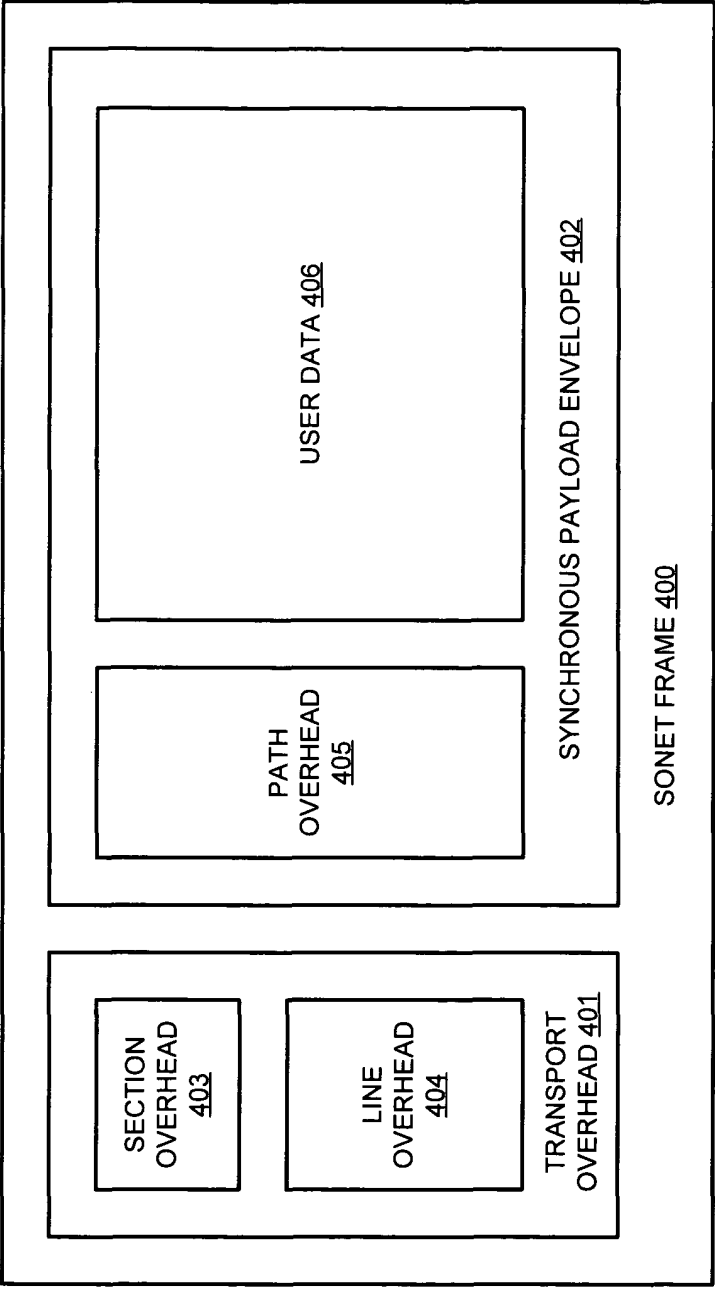 SECTION
OVERHEAD
403
LINE
OVERHEAD
404
TRANSPORT
OVERHEAD 401
PATH
OVERHEAD
405
USER DATA 406
SYNCHRONOUS PAYLOAD ENVELOPE 402
SONET FRAME 400